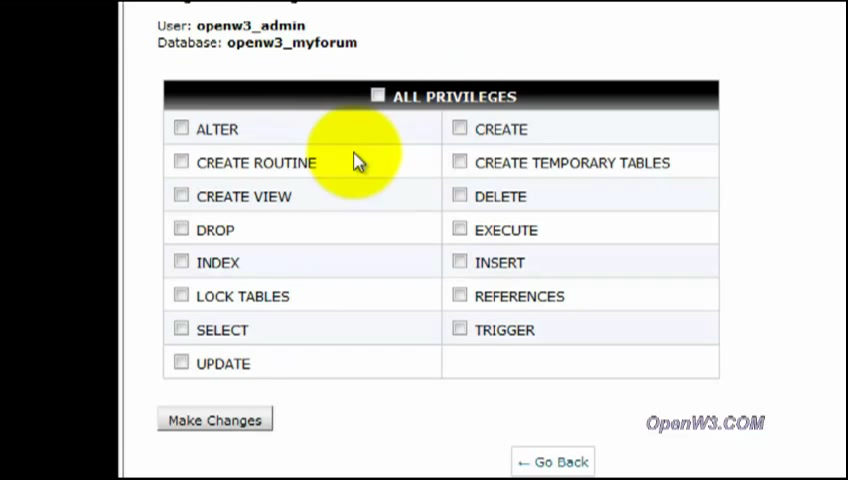 User: openw3_admin
Database: openw3_myforum
ALL PRIVILEGES
ALTER CREATE
CREATE ROUTINE CREATE TEMPORARY TABLES
CREATE VIEW DELETE
DROP EXECUTE
INDEX INSERT
LOCK TABLES REFERENCES
SELECT TRIGGER
UPDATE
Make Changes
OpenW3.COM
← Go Back